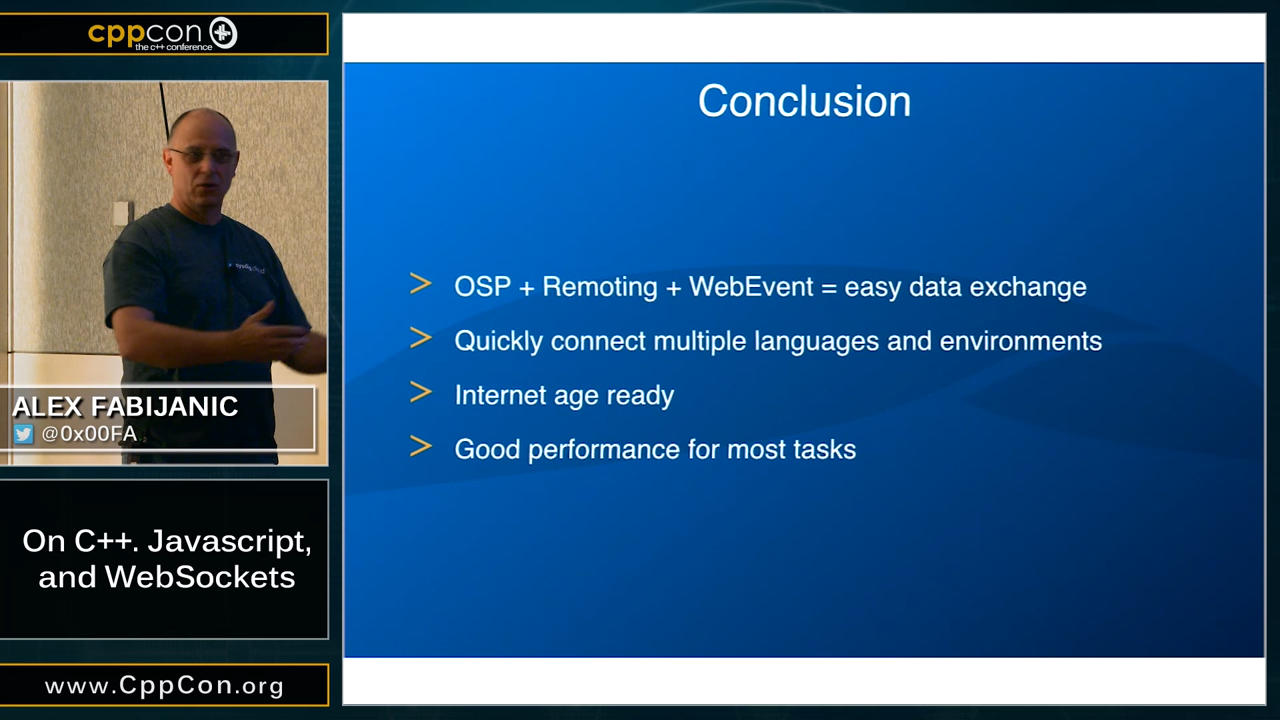 cppcon
the c++ conference
ALEX FABIJANIC
@0x00FA
On C++. Javascript,
and WebSockets
www.CppCon.org
Conclusion
> OSP + Remoting + WebEvent = easy data exchange
> Quickly connect multiple languages and environments
> Internet age ready
> Good performance for most tasks